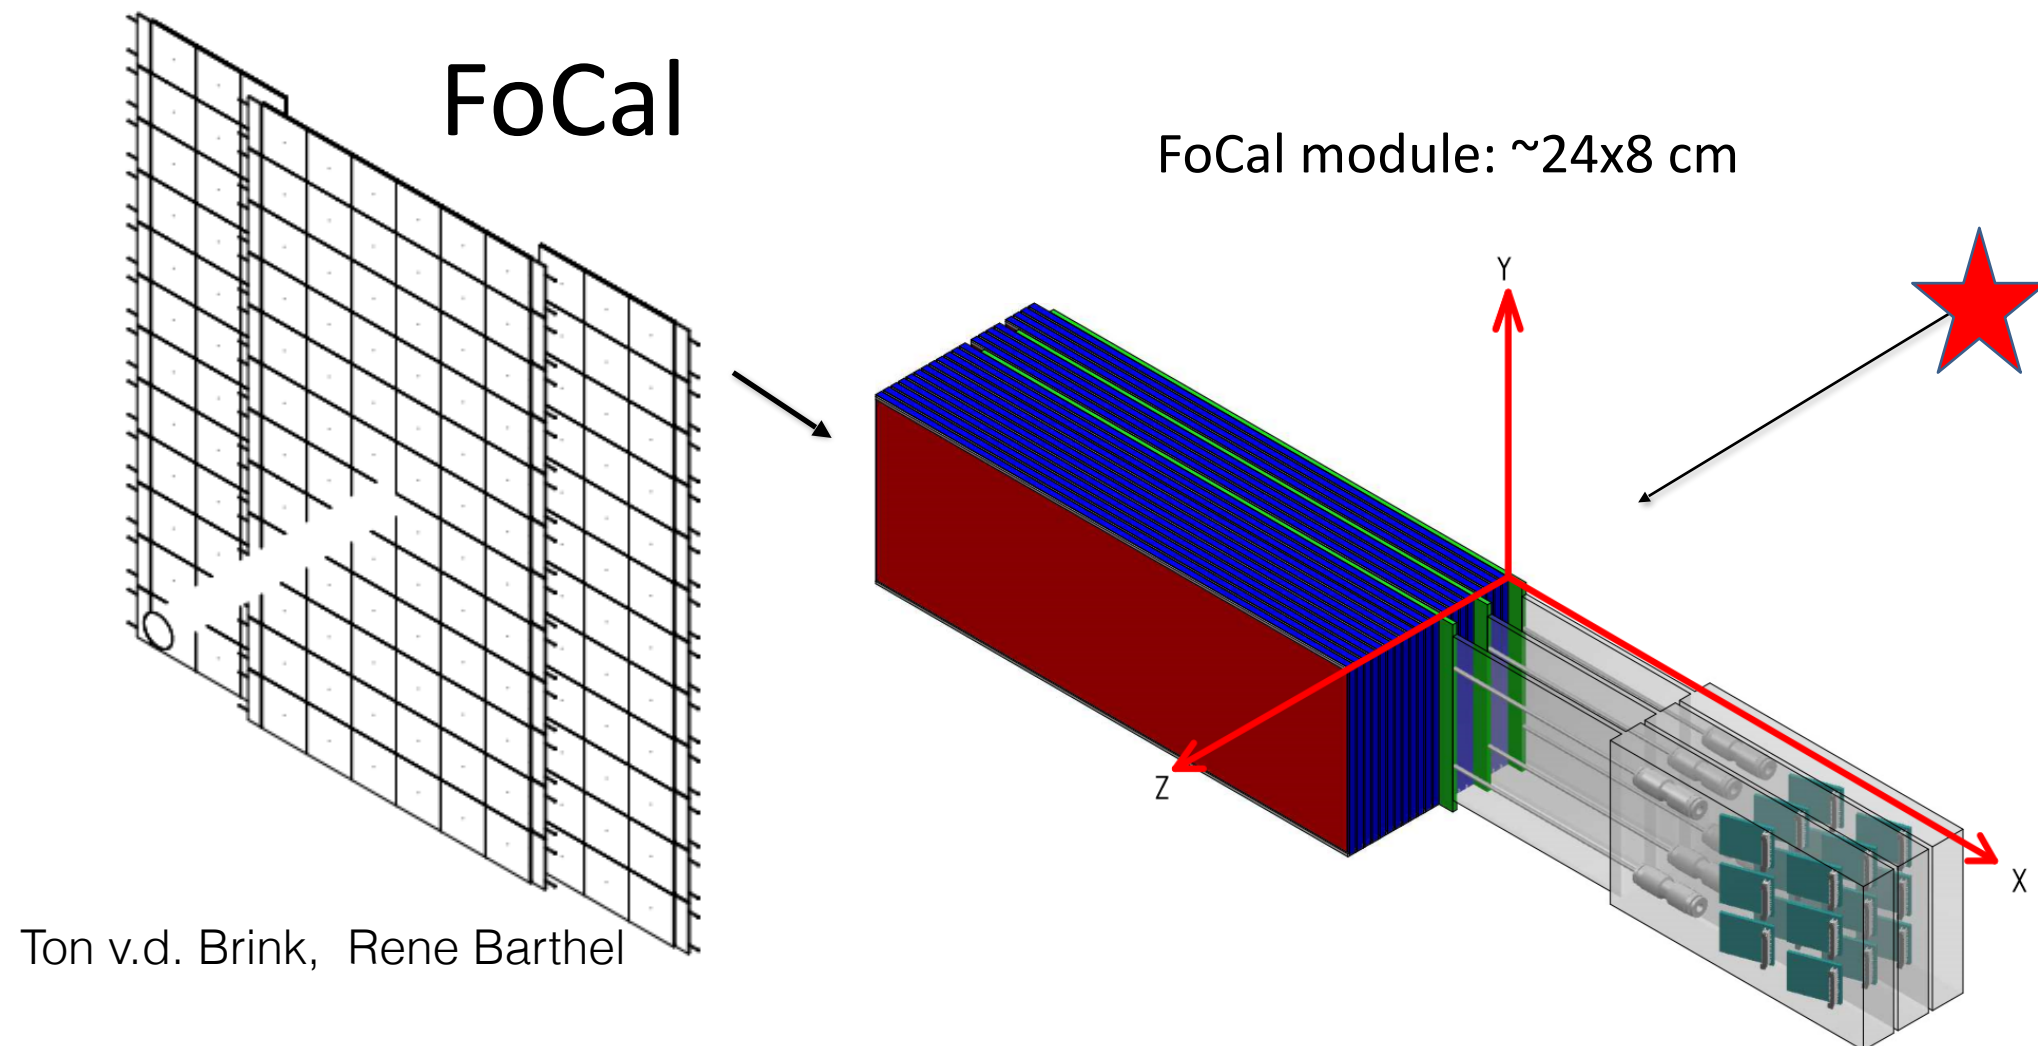 FoCal
FoCal module: ~24x8 cm
Y
Z
X
Ton v.d. Brink,  Rene Barthel